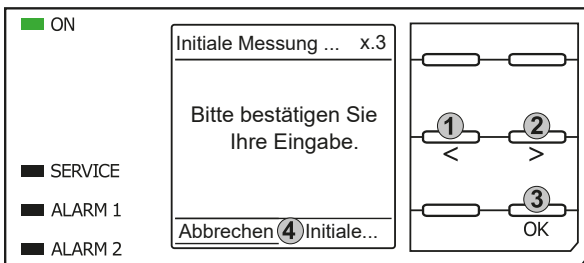 ON
SERVICE
ALARM 1
ALARM 2
Initiale Messung ... x.3
Bitte bestätigen Sie
Ihre Eingabe.
Abbrechen 4 Initiale...
1 2
< >
3
OK